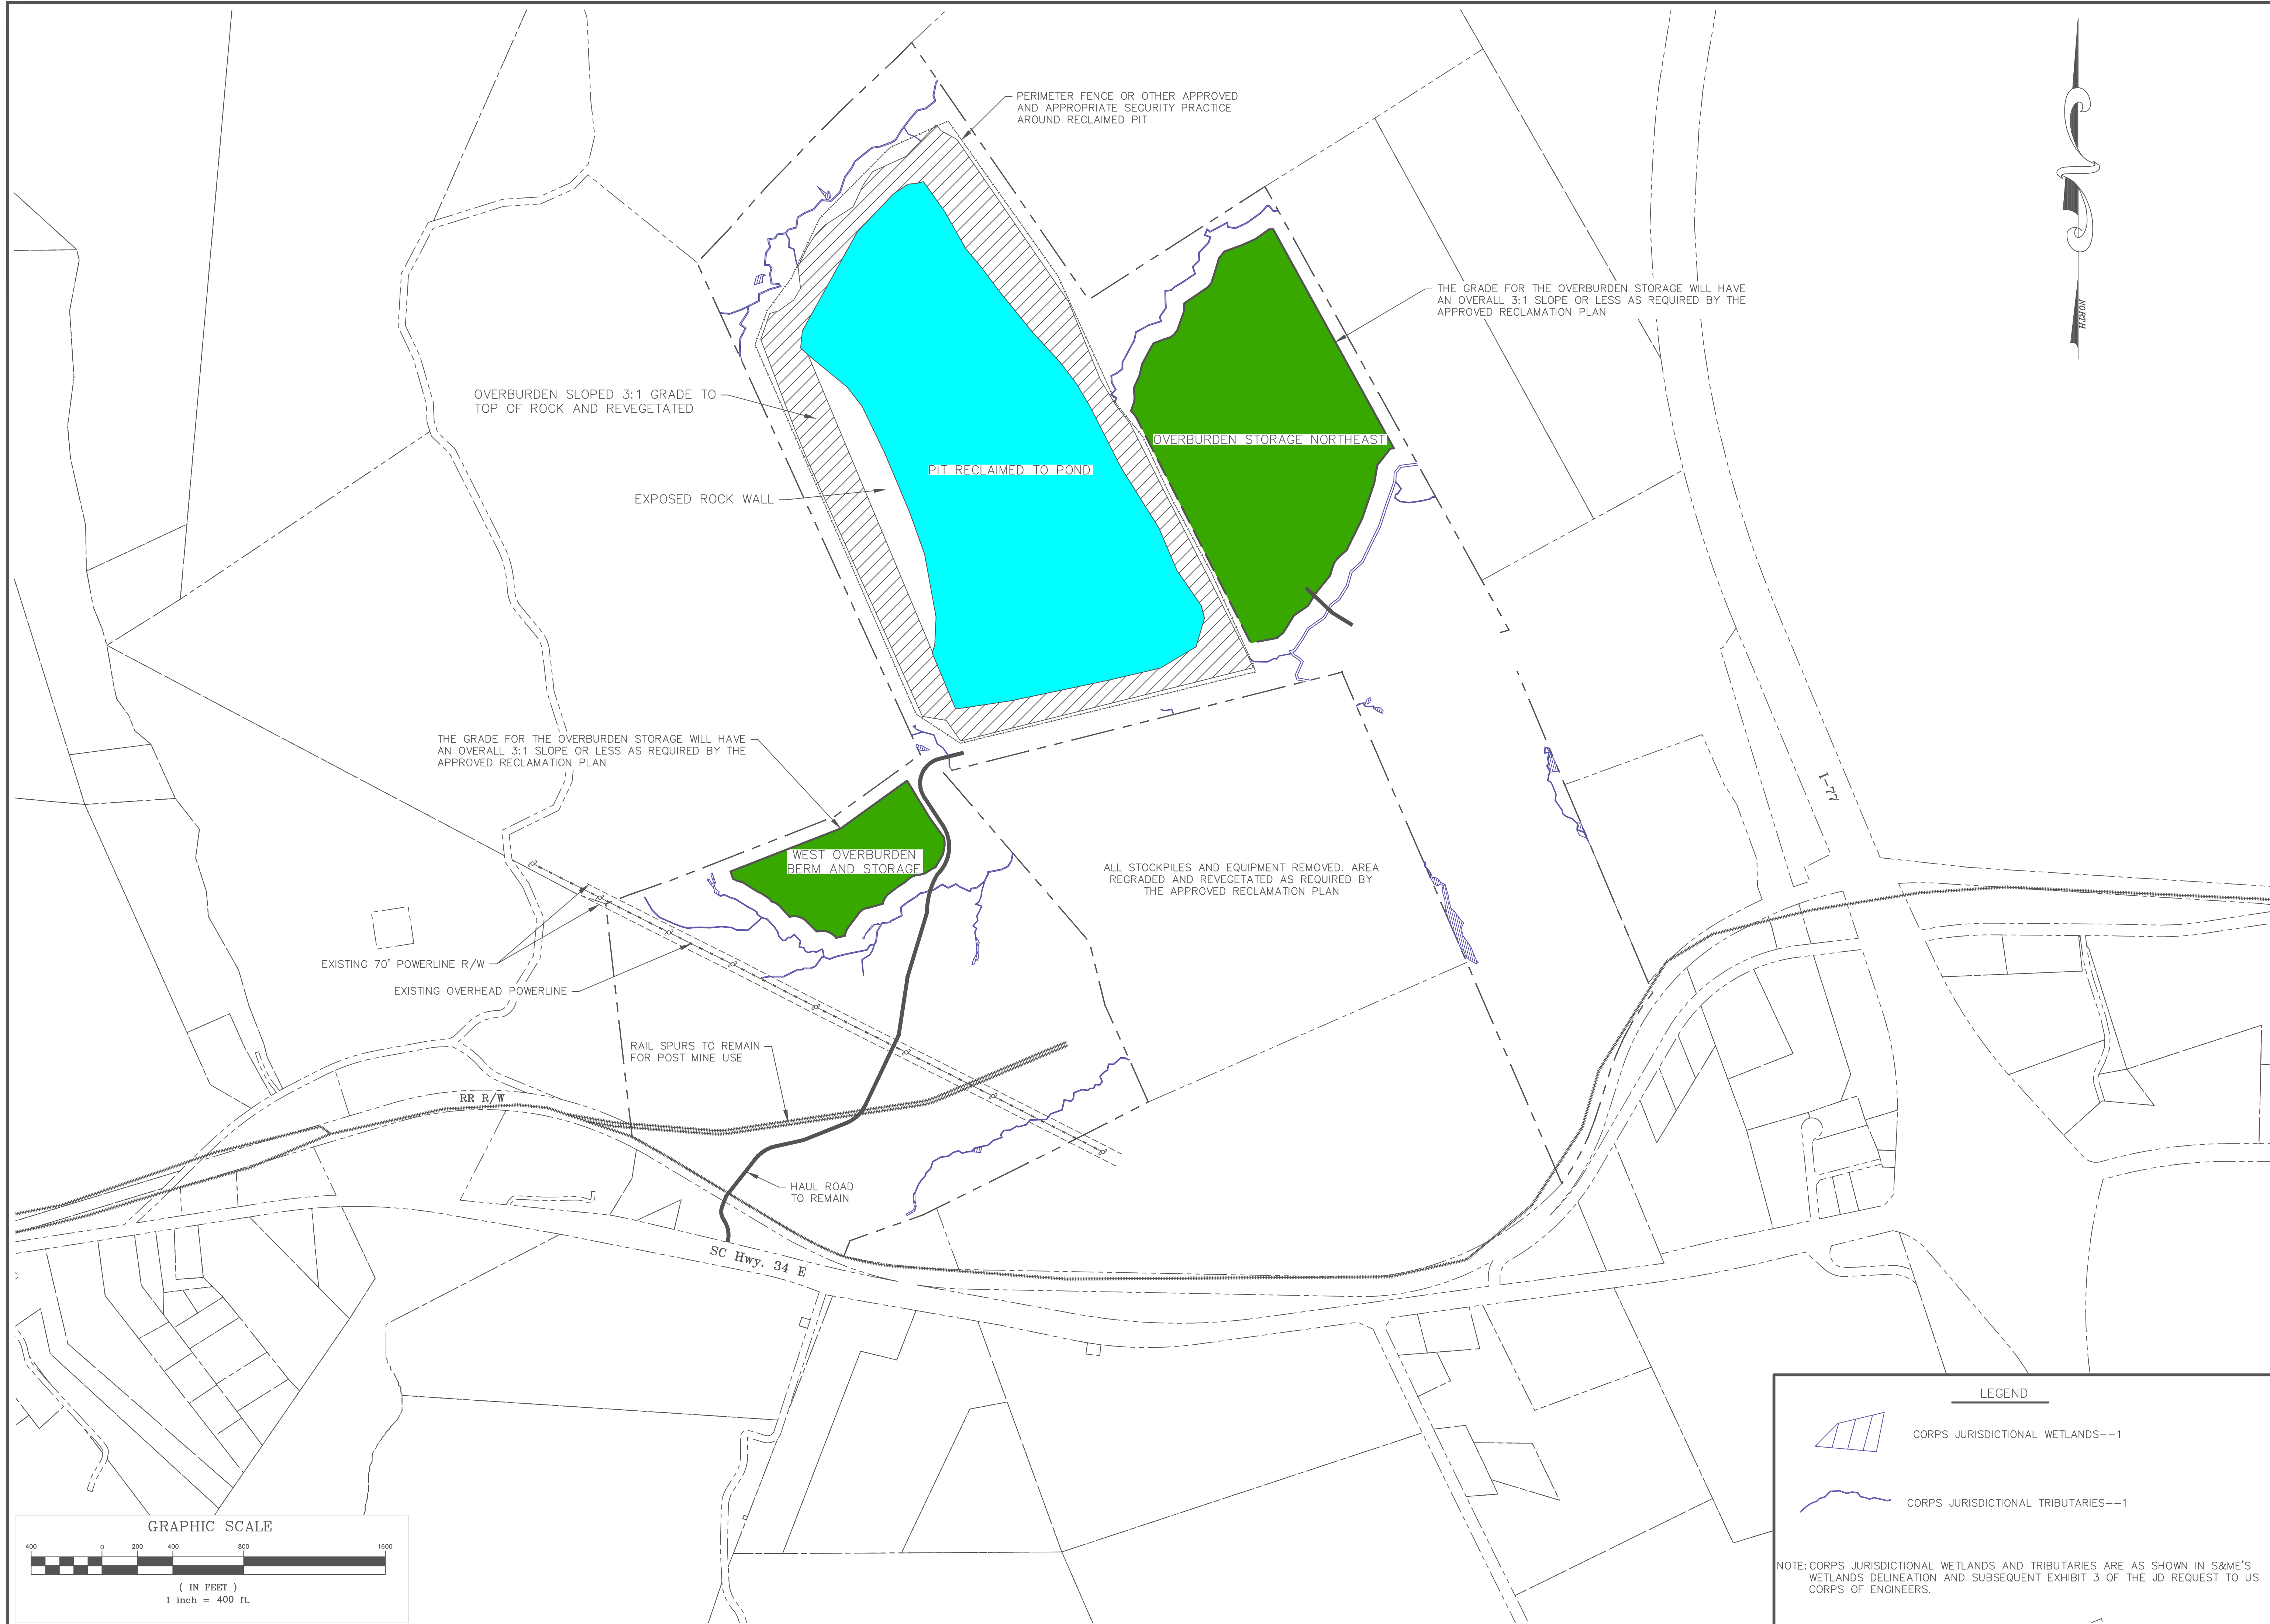 PERIMETER FENCE OR OTHER APPROVED
AND APPROPRIATE SECURITY PRACTICE
AROUND RECLAIMED PIT
NORTH
THE GRADE FOR THE OVERBURDEN STORAGE WILL HAVE
AN OVERALL 3:1 SLOPE OR LESS AS REQUIRED BY THE
APPROVED RECLAMATION PLAN
OVERBURDEN SLOPED 3:1 GRADE TO
TOP OF ROCK AND REVEGETATED
OVERBURDEN STORAGE NORTHEAST
PIT RECLAIMED TO POND
EXPOSED ROCK WALL
THE GRADE FOR THE OVERBURDEN STORAGE WILL HAVE
AN OVERALL 3:1 SLOPE OR LESS AS REQUIRED BY THE
APPROVED RECLAMATION PLAN
I-77
WEST OVERBURDEN
BERM AND STORAGE
ALL STOCKPILES AND EQUIPMENT REMOVED. AREA
REGRADED AND REVEGETATED AS REQUIRED BY
THE APPROVED RECLAMATION PLAN
EXISTING 70' POWERLINE R/W
EXISTING OVERHEAD POWERLINE
RAIL SPURS TO REMAIN
FOR POST MINE USE
RR R/W
HAUL ROAD
TO REMAIN
SC Hwy. 34 E
LEGEND
CORPS JURISDICTIONAL WETLANDS--1
CORPS JURISDICTIONAL TRIBUTARIES--1
NOTE: CORPS JURISDICTIONAL WETLANDS AND TRIBUTARIES ARE AS SHOWN IN S&ME'S
WETLANDS DELINEATION AND SUBSEQUENT EXHIBIT 3 OF THE JD REQUEST TO US
CORPS OF ENGINEERS.
GRAPHIC SCALE
400 0 200 400 800 1600
( IN FEET )
1 inch = 400 ft.